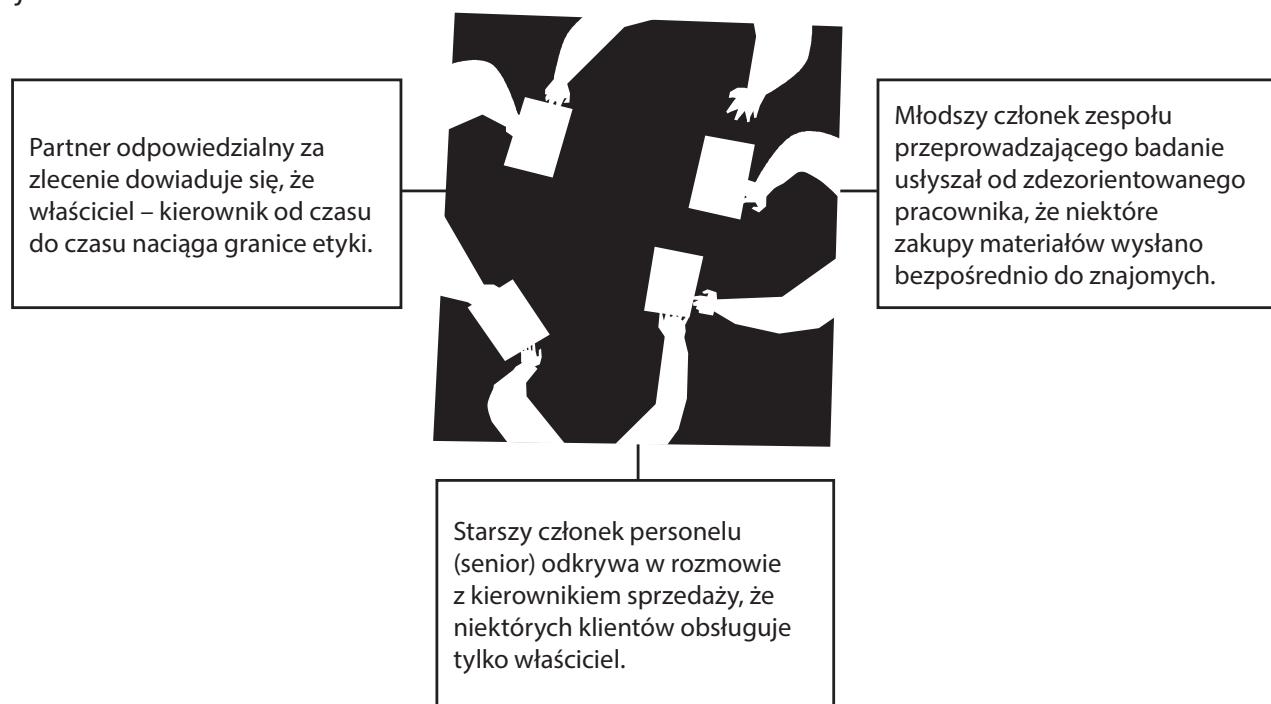 Partner odpowiedzialny za
zlecenie dowiaduje się, że
właściciel – kierownik od czasu
do czasu naciąga granice etyki.
Młodszy członek zespołu
przeprowadzającego badanie
usłyszał od zdezorientowanego
pracownika, że niektóre
zakupy materiałów wysłano
bezpośrednio do znajomych.
Starszy członek personelu
(senior) odkrywa w rozmowie
z kierownikiem sprzedaży, że
niektórych klientów obsługuje
tylko właściciel.